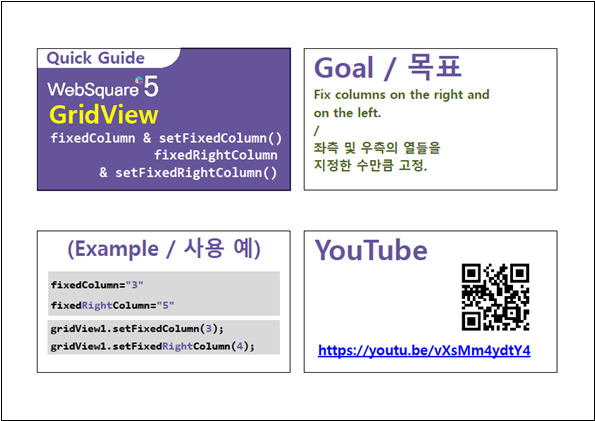 Quick Guide
WebSquare 5
GridView
fixedColumn & setFixedColumn()
fixedRightColumn
& setFixedRightColumn()
Goal / 목표
Fix columns on the right and
on the left.
/
좌측 및 우측의 열들을
지정한 수만큼 고정.
(Example / 사용 예)
fixedColumn="3"
fixedRightColumn="5"
gridView1.setFixedColumn(3);
gridView1.setFixedRightColumn(4);
YouTube
https://youtu.be/vXsMm4ydtY4